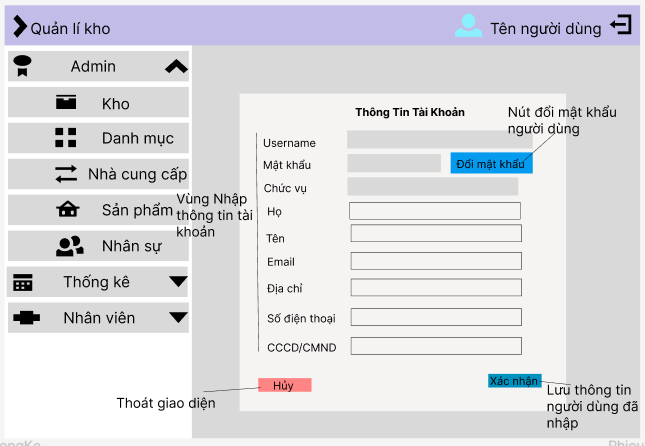 Quản lí kho
Tên người dùng
Admin
Kho
Danh mục
Nhà cung cấp
Sản phẩm
Nhân sự
Thống kê
Nhân viên
Thông Tin Tài Khoản
Nút đổi mật khẩu
người dùng
Username
Mật khẩu
Đổi mật khẩu
Chức vụ
Vùng Nhập
thông tin tài
khoản
Họ
Tên
Email
Địa chỉ
Số điện thoại
CCCD/CMND
Hủy
Xác nhận
Thoát giao diện
Lưu thông tin
người dùng đã
nhập